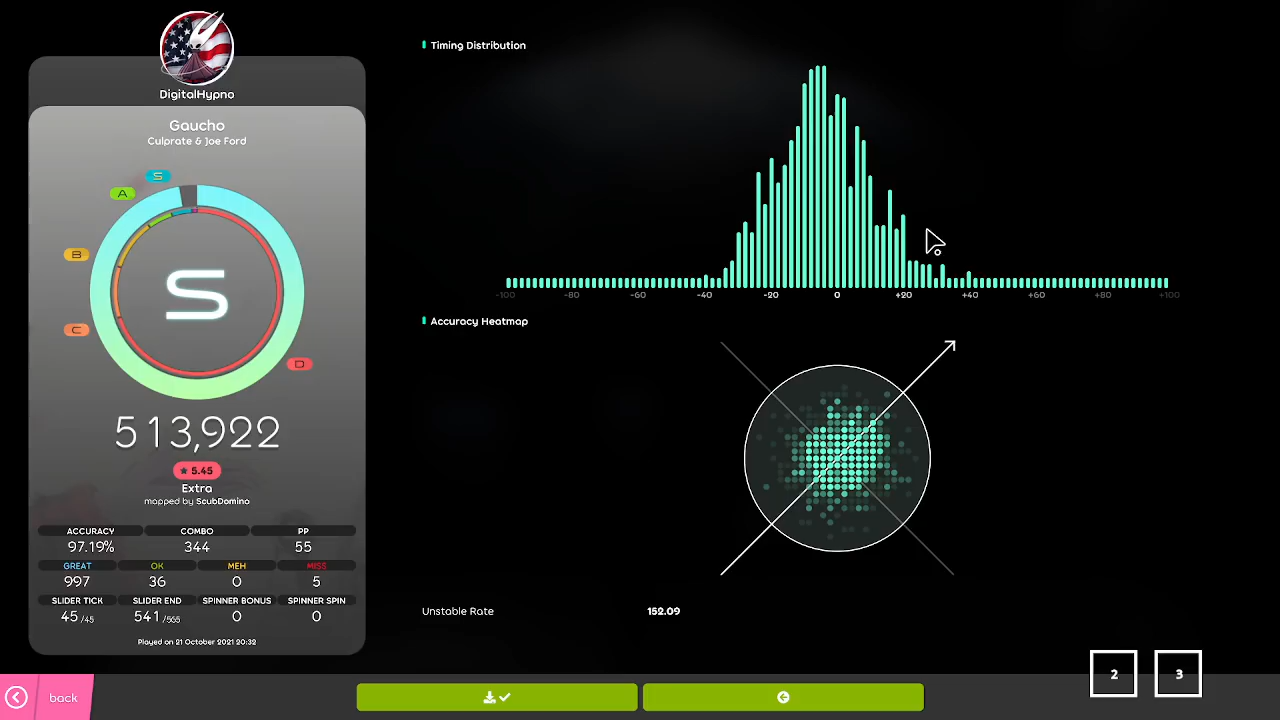 DigitalHypno
Gaucho
Culprate & Joe Ford
S
A
B
C
D
S
513,922
★ 5.45
Extra
mapped by ScubDomino
ACCURACY COMBO PP
97.19% 344 55
GREAT OK MEH MISS
997 36 0 5
SLIDER TICK SLIDER END SPINNER BONUS SPINNER SPIN
45/45 541/565 0 0
Played on 21 October 2021 20:32
Timing Distribution
-100 -80 -60 -40 -20 0 +20 +40 +60 +80 +100
Accuracy Heatmap
Unstable Rate 152.09
back
2 3